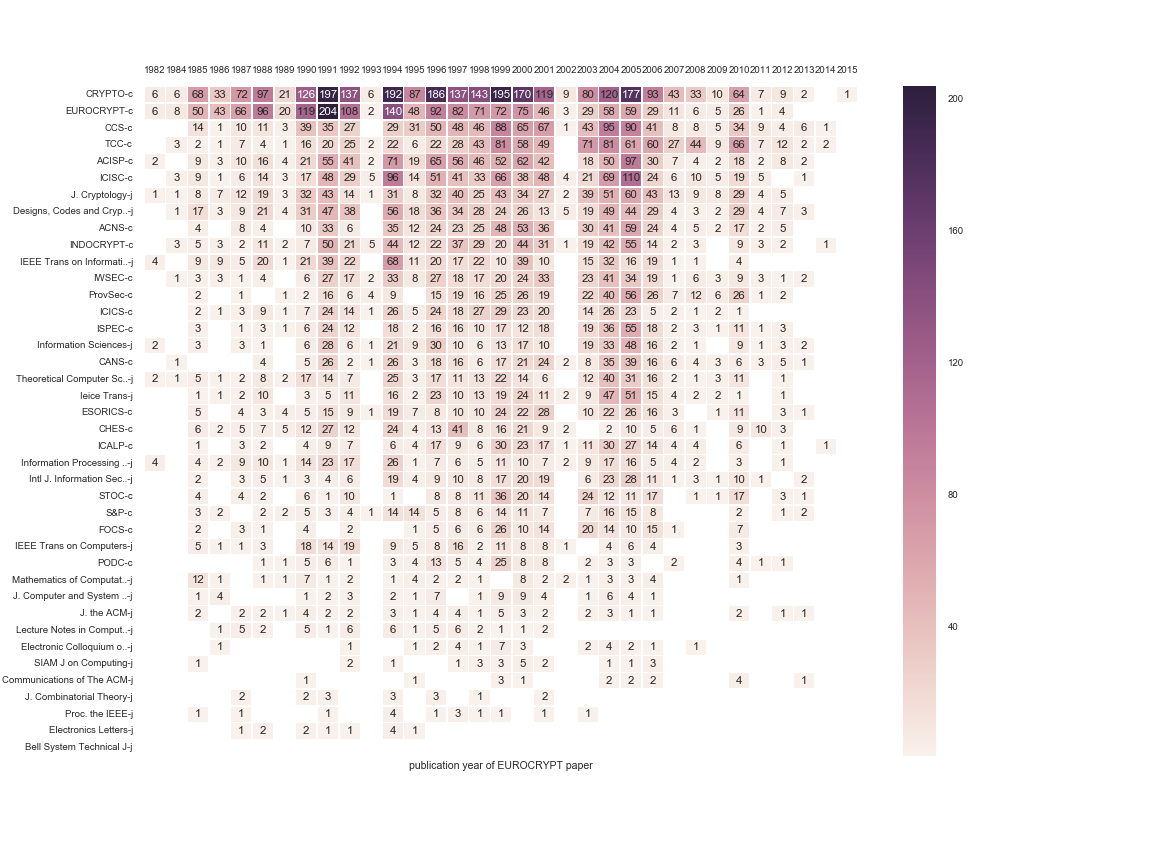 1982 1984 1985 1986 1987 1988 1989 1990 1991 1992 1993 1994 1995 1996 1997 1998 1999 2000 2001 2002 2003 2004 2005 2006 2007 2008 2009 2010 2011 2012 2013 2014 2015
CRYPTO-c 6 6 68 33 72 97 21 126 197 137 6 192 87 186 137 143 195 170 119 9 80 120 177 93 43 33 10 64 7 9 2 1
EUROCRYPT-c 6 8 50 43 66 96 20 119 204 108 2 140 48 92 82 71 72 75 46 3 29 58 59 29 11 6 5 26 1 4
CCS-c 14 1 10 11 3 39 35 27 29 31 50 48 46 88 65 67 1 43 95 90 41 8 8 5 34 9 4 6 1
TCC-c 3 2 1 7 4 1 16 20 25 2 22 6 22 28 43 81 58 49 71 81 61 60 27 44 9 66 7 12 2 2
ACISP-c 2 9 3 10 16 4 21 55 41 2 71 19 65 56 46 52 62 42 18 50 97 30 7 4 2 18 2 8 2
ICISC-c 3 9 1 6 14 3 17 48 29 5 96 14 51 41 33 66 38 48 4 21 69 110 24 6 10 5 19 5 1
J. Cryptology-j 1 1 8 7 12 19 3 32 43 14 1 31 8 32 40 25 43 34 27 2 39 51 60 43 13 9 8 29 4 5
Designs, Codes and Cryp..-j 1 17 3 9 21 4 31 47 38 56 18 36 34 28 24 26 13 5 19 49 44 29 4 3 2 29 4 7 3
ACNS-c 4 8 4 10 33 6 35 12 24 23 25 48 53 36 30 41 59 24 4 5 2 17 2 5
INDOCRYPT-c 3 5 3 2 11 2 7 50 21 5 44 12 22 37 29 20 44 31 1 19 42 55 14 2 3 9 3 2 1
IEEE Trans on Informati..-j 4 9 9 5 20 1 21 39 22 68 11 20 17 22 10 39 10 15 32 16 19 1 1 4
IWSEC-c 1 3 3 1 4 6 27 17 2 33 8 27 18 17 20 24 33 23 41 34 19 1 6 3 9 3 1 2
ProvSec-c 2 1 1 2 16 6 4 9 15 19 16 25 26 19 22 40 56 26 7 12 6 26 1 2
ICICS-c 2 1 3 9 1 7 24 14 1 26 5 24 18 27 29 23 20 14 26 23 5 2 1 2 1
ISPEC-c 3 1 3 1 6 24 12 18 2 16 16 10 17 12 18 19 36 55 18 2 3 1 11 1 3
Information Sciences-j 2 3 3 1 6 28 6 1 21 9 30 10 6 13 17 10 19 33 48 16 2 1 9 1 3 2
CANS-c 1 4 5 26 2 1 26 3 18 16 6 17 21 24 2 8 35 39 16 6 4 3 6 3 5 1
Theoretical Computer Sc..-j 2 1 5 1 2 8 2 17 14 7 25 3 17 11 13 22 14 6 12 40 31 16 2 1 3 11 1
Ieice Trans-j 1 1 2 10 3 5 11 16 2 23 10 13 19 24 11 2 9 47 51 15 4 2 2 1 1
ESORICS-c 5 4 3 4 5 15 9 1 19 7 8 10 10 24 22 28 10 22 26 16 3 1 11 3 1
CHES-c 6 2 5 7 5 12 27 12 24 4 13 41 8 16 21 9 2 2 10 5 6 1 9 10 3
ICALP-c 1 3 2 4 9 7 6 4 17 9 6 30 23 17 1 11 30 27 14 4 4 6 1 1
Information Processing ..-j 4 4 2 9 10 1 14 23 17 26 1 7 6 5 11 10 7 2 9 17 16 5 4 2 3 1
Intl J. Information Sec..-j 2 3 5 1 3 4 6 19 4 9 10 8 17 20 19 6 23 28 11 1 3 1 10 1 2
STOC-c 4 4 2 6 1 10 1 8 8 11 36 20 14 24 12 11 17 1 1 17 3 1
S&P-c 3 2 2 2 5 3 4 1 14 14 5 8 6 14 11 7 7 16 15 8 2 1 2
FOCS-c 2 3 1 4 2 1 5 6 6 26 10 14 20 14 10 15 1 7
IEEE Trans on Computers-j 5 1 1 3 18 14 19 9 5 8 16 2 11 8 8 1 4 6 4 3
PODC-c 1 1 5 6 1 3 4 13 5 4 25 8 8 2 3 3 2 4 1 1
Mathematics of Computat..-j 12 1 1 1 7 1 2 1 4 2 2 1 8 2 2 1 3 3 4 1
J. Computer and System ..-j 1 4 1 2 3 2 1 7 1 9 9 4 1 6 4 1
J. the ACM-j 2 2 2 1 4 2 2 3 1 4 4 1 5 3 2 2 3 1 1 2 1 1
Lecture Notes in Comput..-j 1 5 2 5 1 6 6 1 5 6 2 1 1 2
Electronic Colloquium o..-j 1 1 1 2 4 1 7 3 2 4 2 1 1
SIAM J on Computing-j 1 2 1 1 3 3 5 2 1 1 3
Communications of The ACM-j 1 1 3 1 2 2 2 4 1
J. Combinatorial Theory-j 2 2 3 3 3 1 2
Proc. the IEEE-j 1 1 1 4 1 3 1 1 1 1
Electronics Letters-j 1 2 2 1 1 4 1
Bell System Technical J-j
publication year of EUROCRYPT paper
200
160
120
80
40